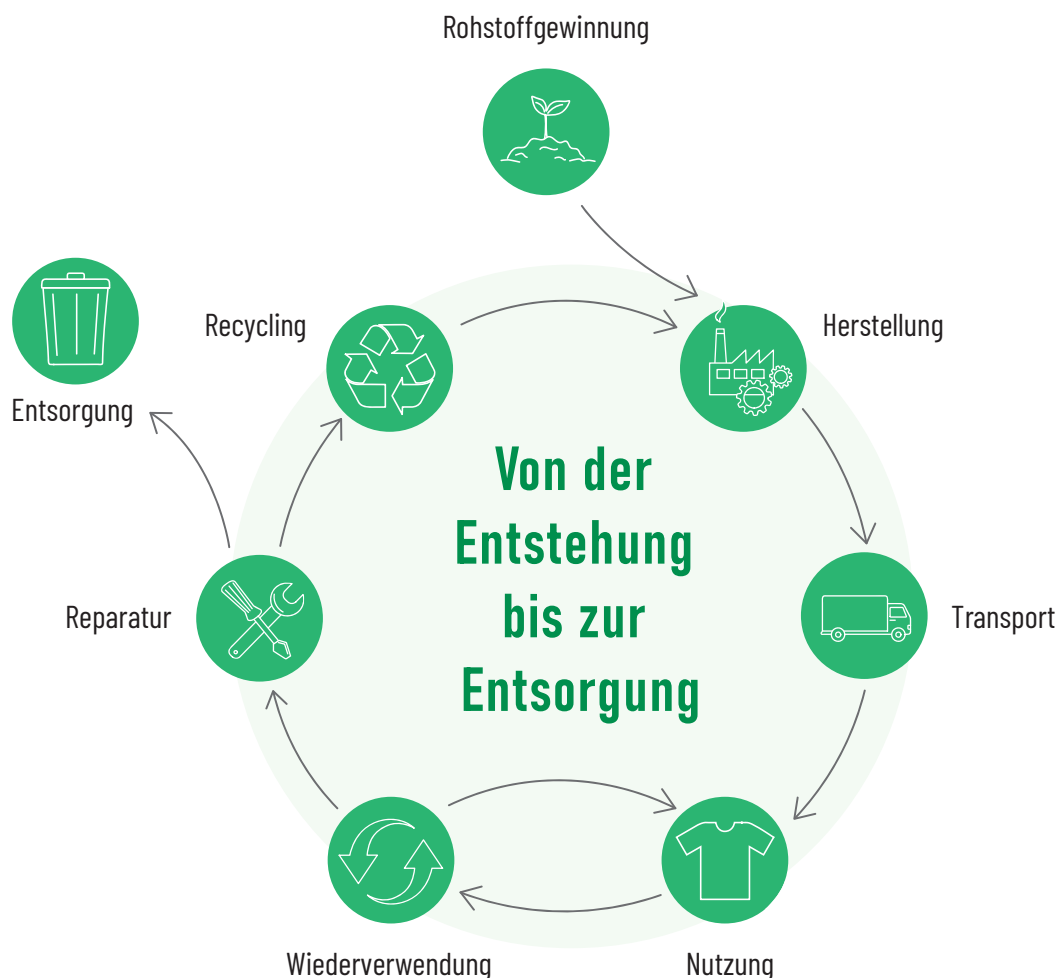 Rohstoffgewinnung
Recycling
Herstellung
Entsorgung
Von der
Entstehung
bis zur
Entsorgung
Reparatur
Transport
Wiederverwendung
Nutzung